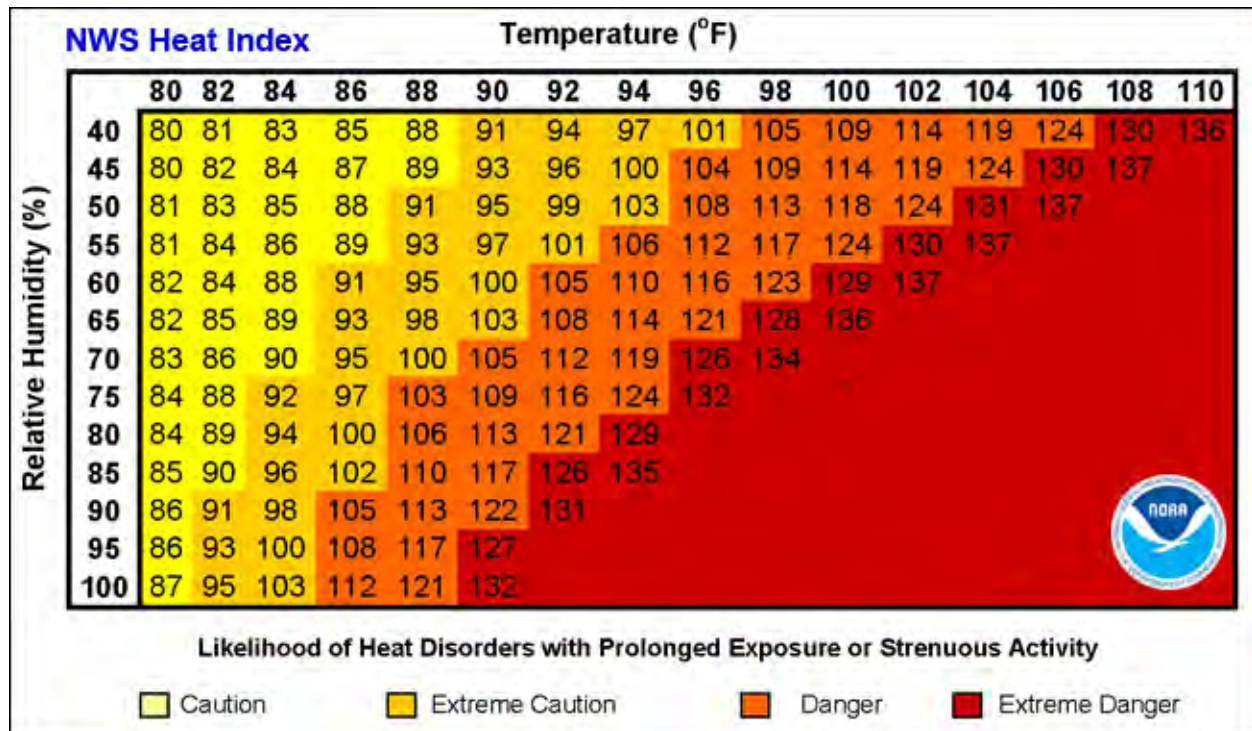 NWS Heat Index
Temperature (°F)
80 82 84 86 88 90 92 94 96 98 100 102 104 106 108 110
Relative Humidity (%)
40 80 81 83 85 88 91 94 97 101 105 109 114 119 124 130 136
45 80 82 84 87 89 93 96 100 104 109 114 119 124 130 137
50 81 83 85 88 91 95 99 103 108 113 118 124 131 137
55 81 84 86 89 93 97 101 106 112 117 124 130 137
60 82 84 88 91 95 100 105 110 116 123 129 137
65 82 85 89 93 98 103 108 114 121 128 136
70 83 86 90 95 100 105 112 119 126 134
75 84 88 92 97 103 109 116 124 132
80 84 89 94 100 106 113 121 129
85 85 90 96 102 110 117 126 135
90 86 91 98 105 113 122 131
95 86 93 100 108 117 127
100 87 95 103 112 121 132
NOAA
Likelihood of Heat Disorders with Prolonged Exposure or Strenuous Activity
Caution Extreme Caution Danger Extreme Danger